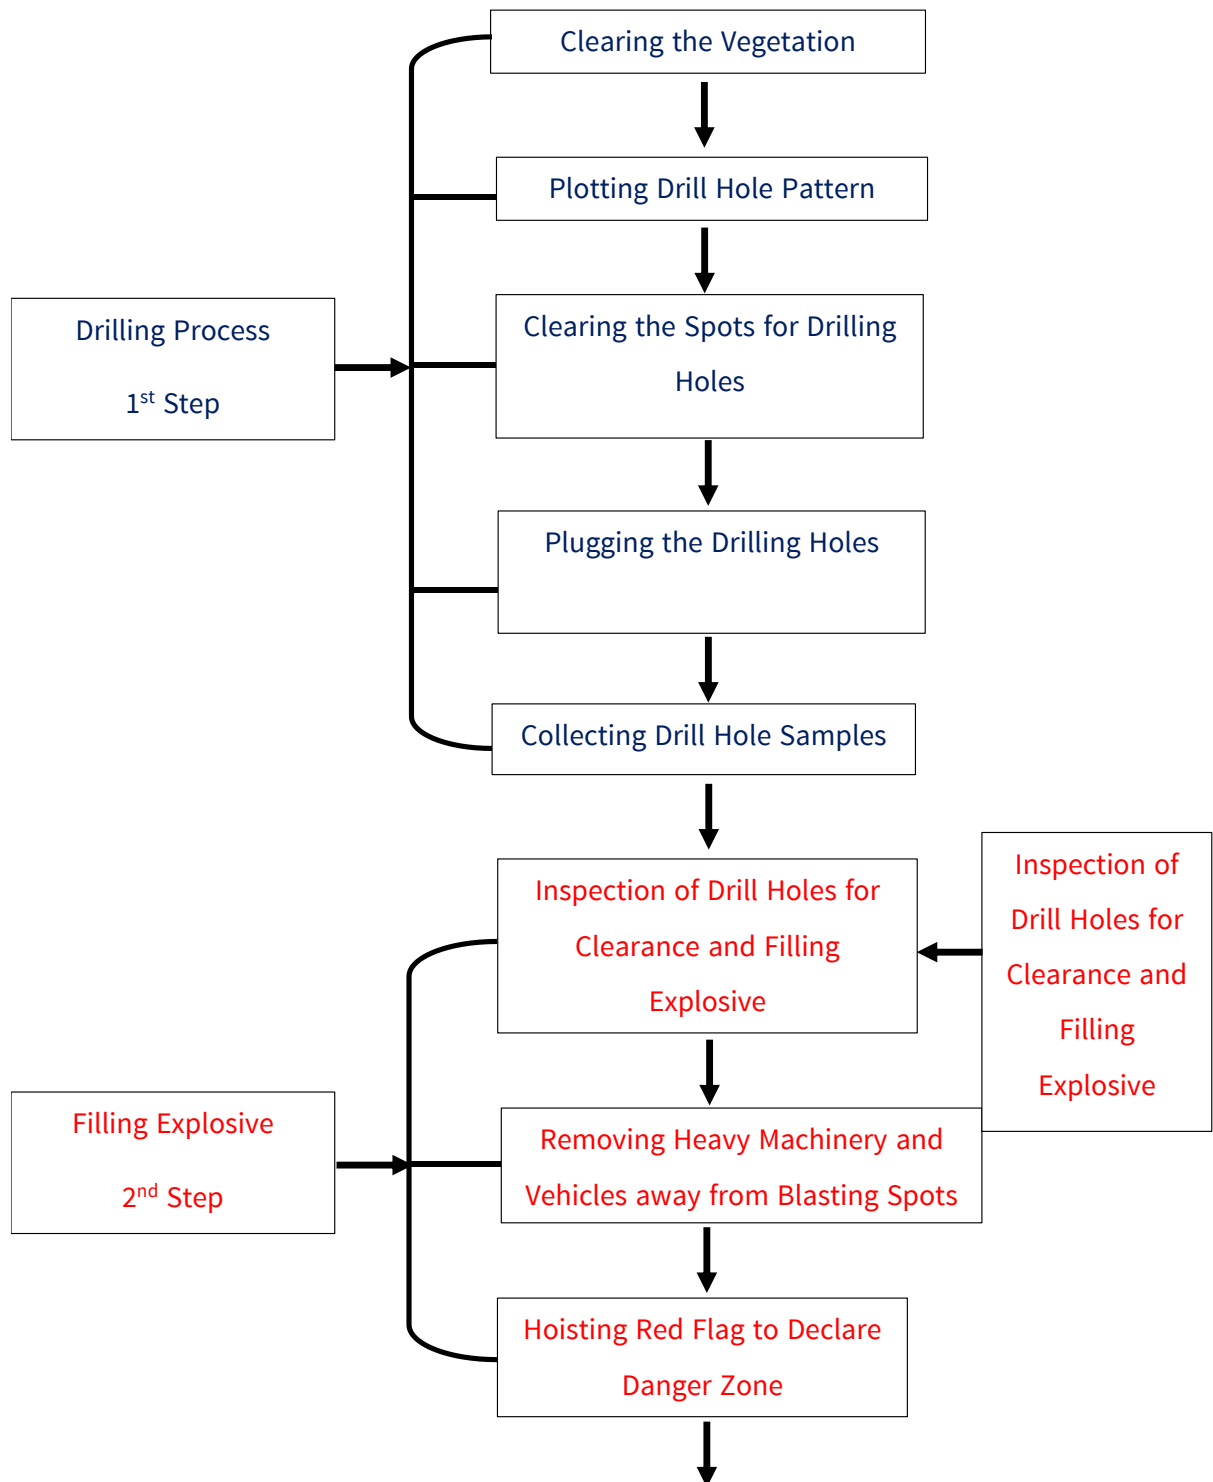 Clearing the Vegetation
Plotting Drill Hole Pattern
Drilling Process
1st Step
Clearing the Spots for Drilling
Holes
Plugging the Drilling Holes
Collecting Drill Hole Samples
Inspection of Drill Holes for
Clearance and Filling
Explosive
Inspection of
Drill Holes for
Clearance and
Filling
Explosive
Filling Explosive
2nd Step
Removing Heavy Machinery and
Vehicles away from Blasting Spots
Hoisting Red Flag to Declare
Danger Zone